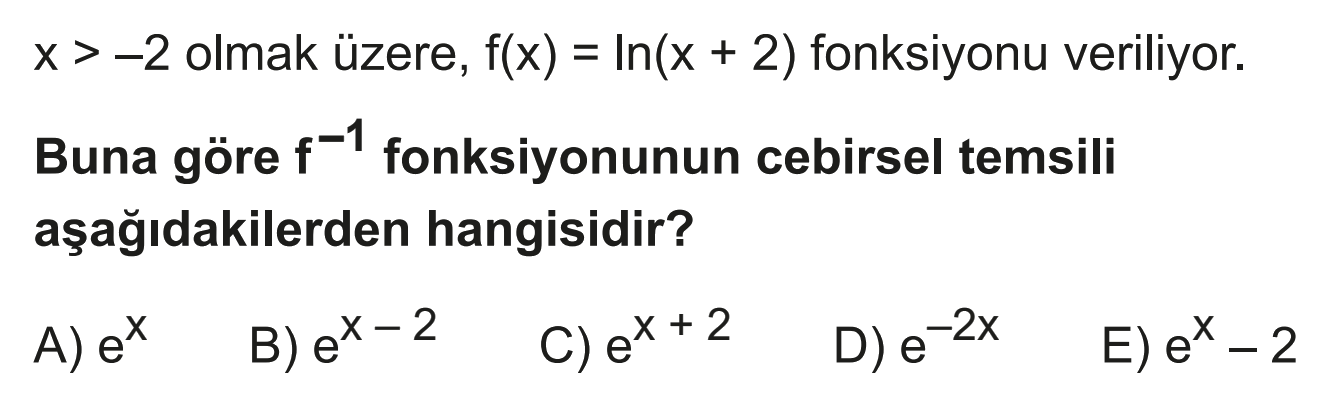 x > –2 olmak üzere, f(x) = ln(x + 2) fonksiyonu veriliyor.
Buna göre f⁻¹ fonksiyonunun cebirsel temsili
aşağıdakilerden hangisidir?
A) eˣ B) eˣ ⁻ ² C) eˣ ⁺ ² D) e⁻²ˣ E) eˣ – 2